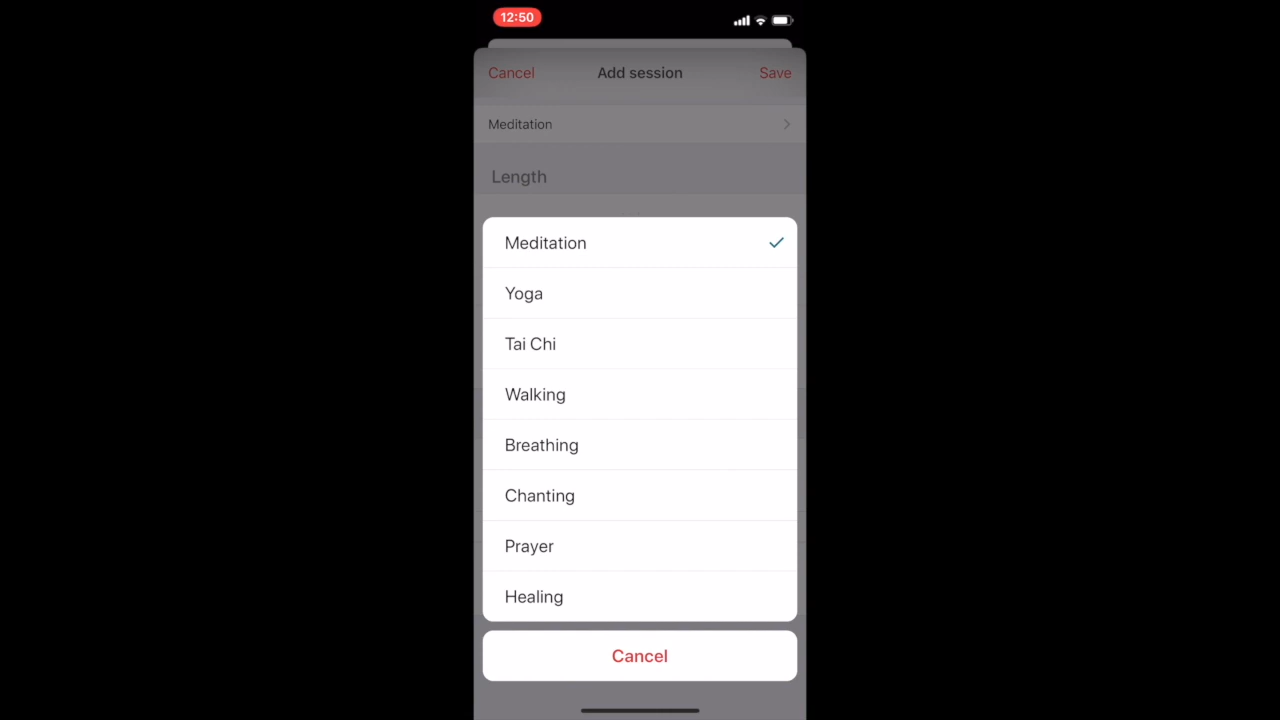 12:50
Cancel Add session Save
Meditation
Length
Meditation
Yoga
Tai Chi
Walking
Breathing
Chanting
Prayer
Healing
Cancel